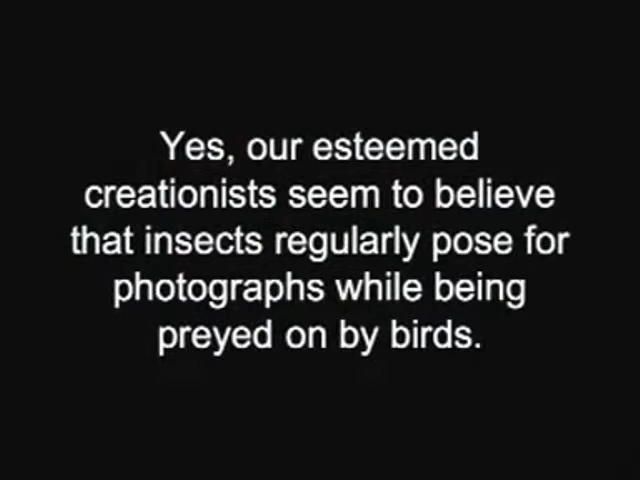 Yes, our esteemed
creationists seem to believe
that insects regularly pose for
photographs while being
preyed on by birds.